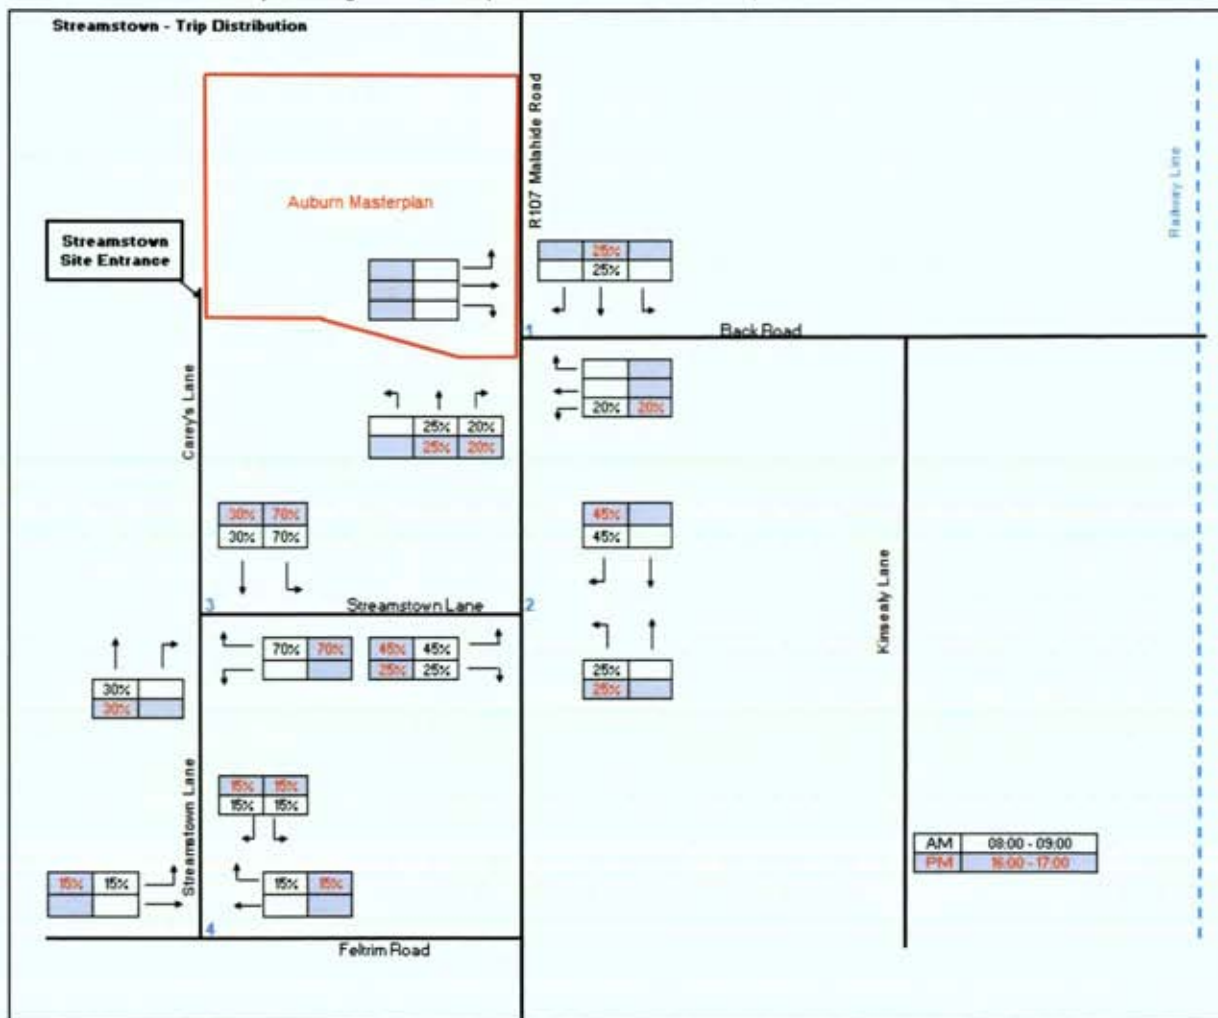 Streamstown - Trip Distribution
R107 Malahide Road
Railway Line
Auburn Masterplan
Streamstown
Site Entrance
25%
25%
1
Back Road
Carey's Lane
20% 20%
25% 20%
25% 20%
30% 70%
30% 70%
45%
45%
3
Streamstown Lane
2
Kinsealy Lane
70% 70%
45% 45%
25% 25%
25%
25%
30%
30%
Streamstown Lane
15% 15%
15% 15%
AM 08:00 - 09:00
PM 16:00 - 17:00
15% 15%
15% 15%
4
Feltrim Road